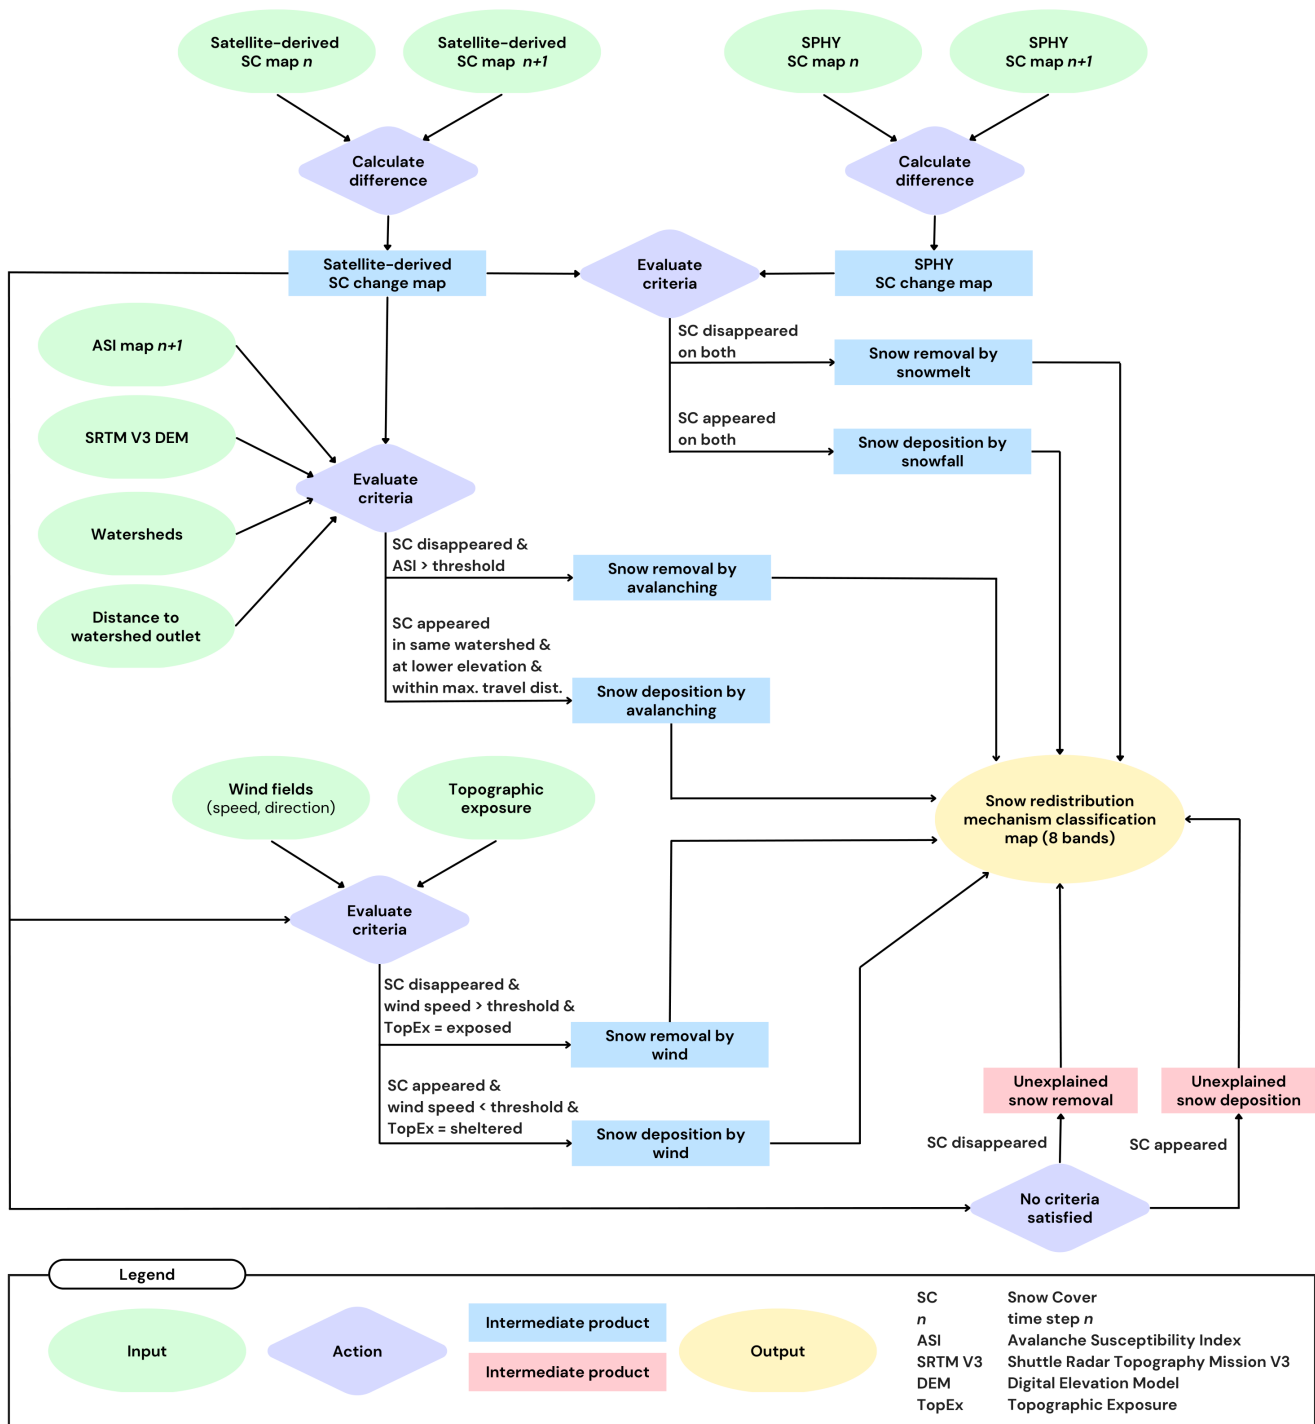 Satellite-derived
SC map n
Satellite-derived
SC map n+1
SPHY
SC map n
SPHY
SC map n+1
Calculate
difference
Calculate
difference
Satellite-derived
SC change map
Evaluate
criteria
SPHY
SC change map
SC disappeared
on both
Snow removal by
snowmelt
SC appeared
on both
Snow deposition by
snowfall
ASI map n+1
SRTM V3 DEM
Watersheds
Distance to
watershed outlet
Evaluate
criteria
SC disappeared &
ASI > threshold
Snow removal by
avalanching
SC appeared
in same watershed &
at lower elevation &
within max. travel dist.
Snow deposition by
avalanching
Wind fields
(speed, direction)
Topographic
exposure
Snow redistribution
mechanism classification
map (8 bands)
Evaluate
criteria
SC disappeared &
wind speed > threshold &
TopEx = exposed
Snow removal by
wind
SC appeared &
wind speed < threshold &
TopEx = sheltered
Snow deposition by
wind
Unexplained
snow removal
Unexplained
snow deposition
SC disappeared
SC appeared
No criteria
satisfied
Legend
Input
Action
Intermediate product
Intermediate product
Output
SC Snow Cover
n time step n
ASI Avalanche Susceptibility Index
SRTM V3 Shuttle Radar Topography Mission V3
DEM Digital Elevation Model
TopEx Topographic Exposure